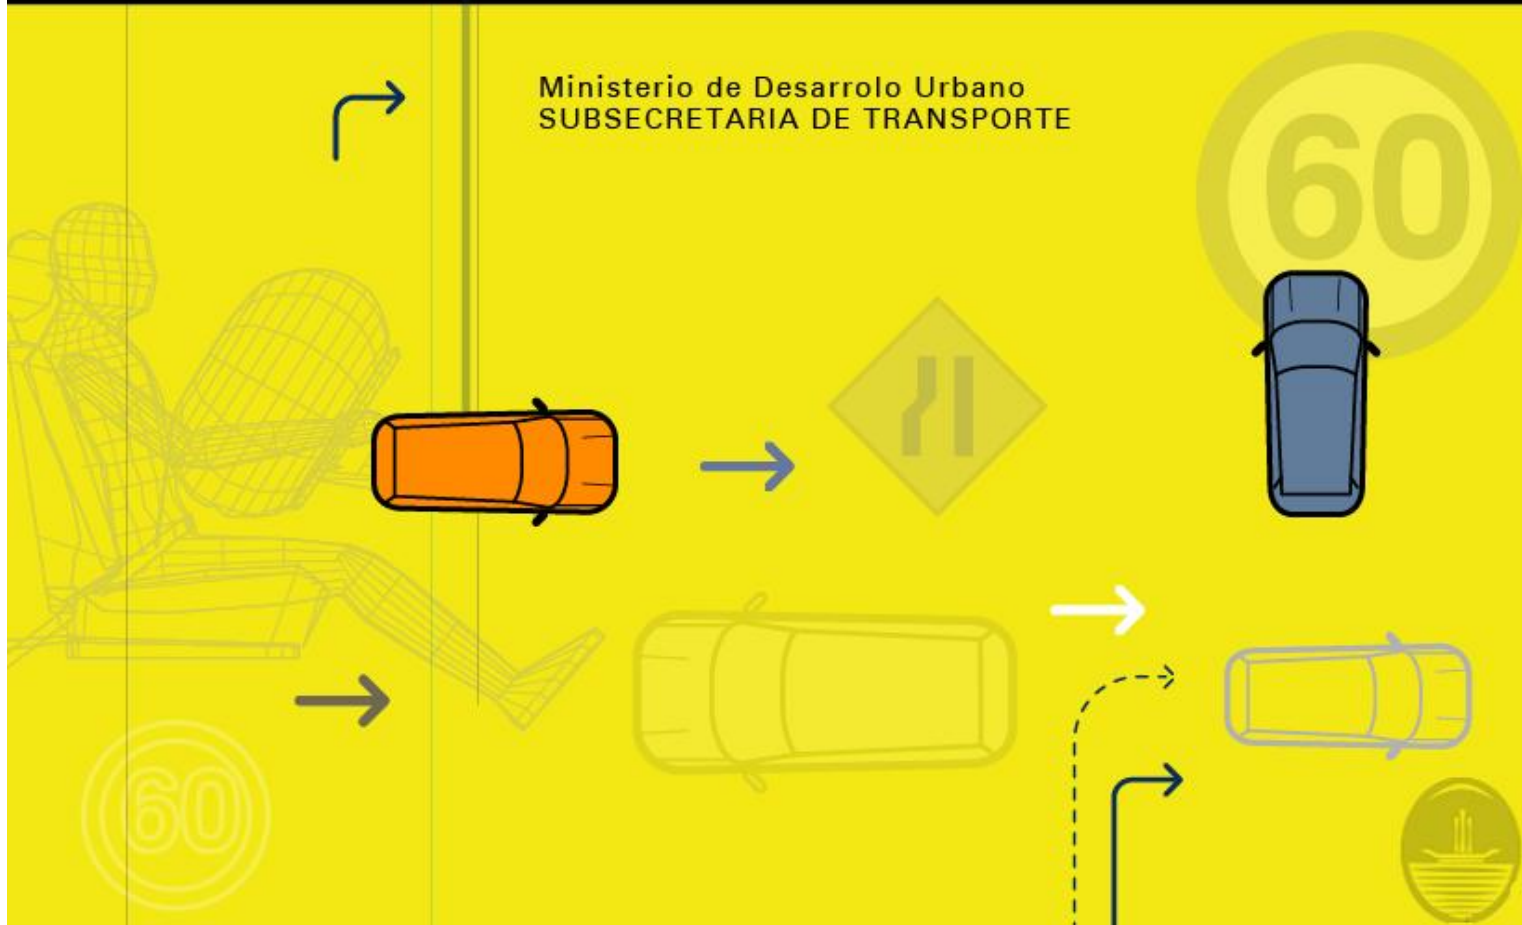 Ministerio de Desarrolo Urbano
SUBSECRETARIA DE TRANSPORTE
60
60